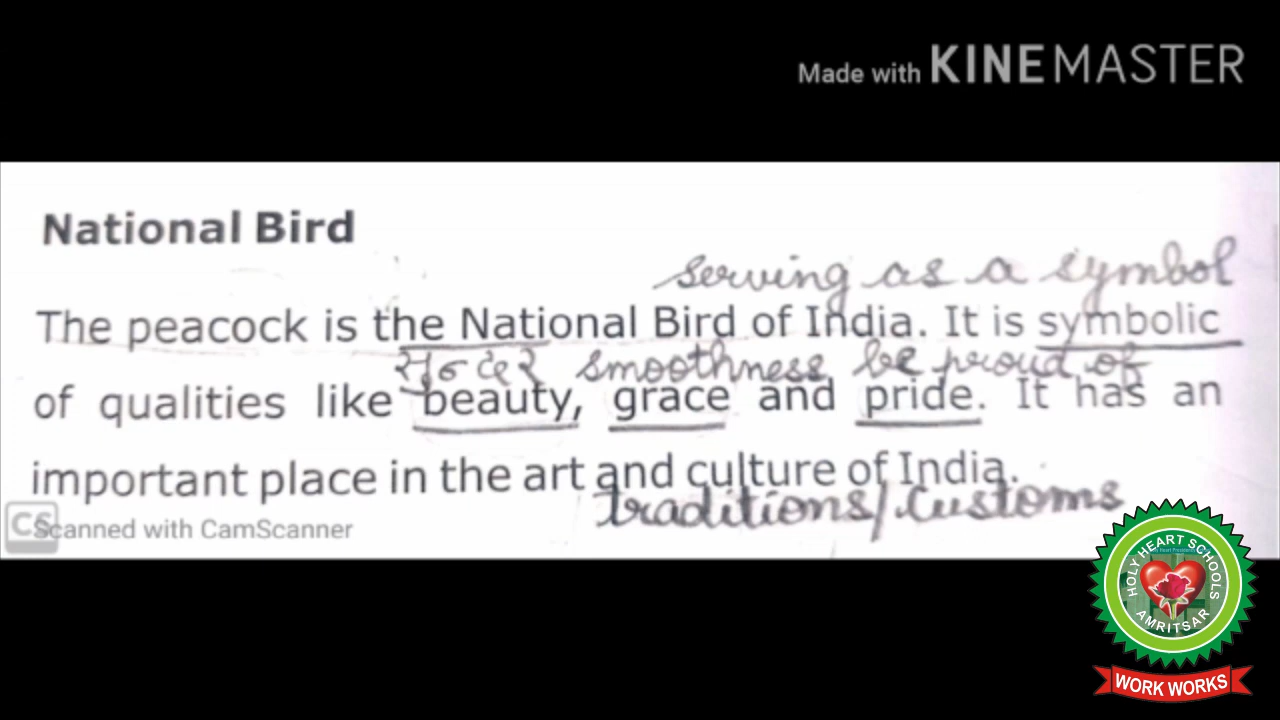 Made with KINEMASTER
National Bird
serving as a symbol
The peacock is the National Bird of India. It is symbolic
सुन्दर smoothness be proud of
of qualities like beauty, grace and pride. It has an
important place in the art and culture of India.
traditions/customs
CS Scanned with CamScanner
HOLY HEART SCHOOLS
AMRITSAR
WORK WORKS